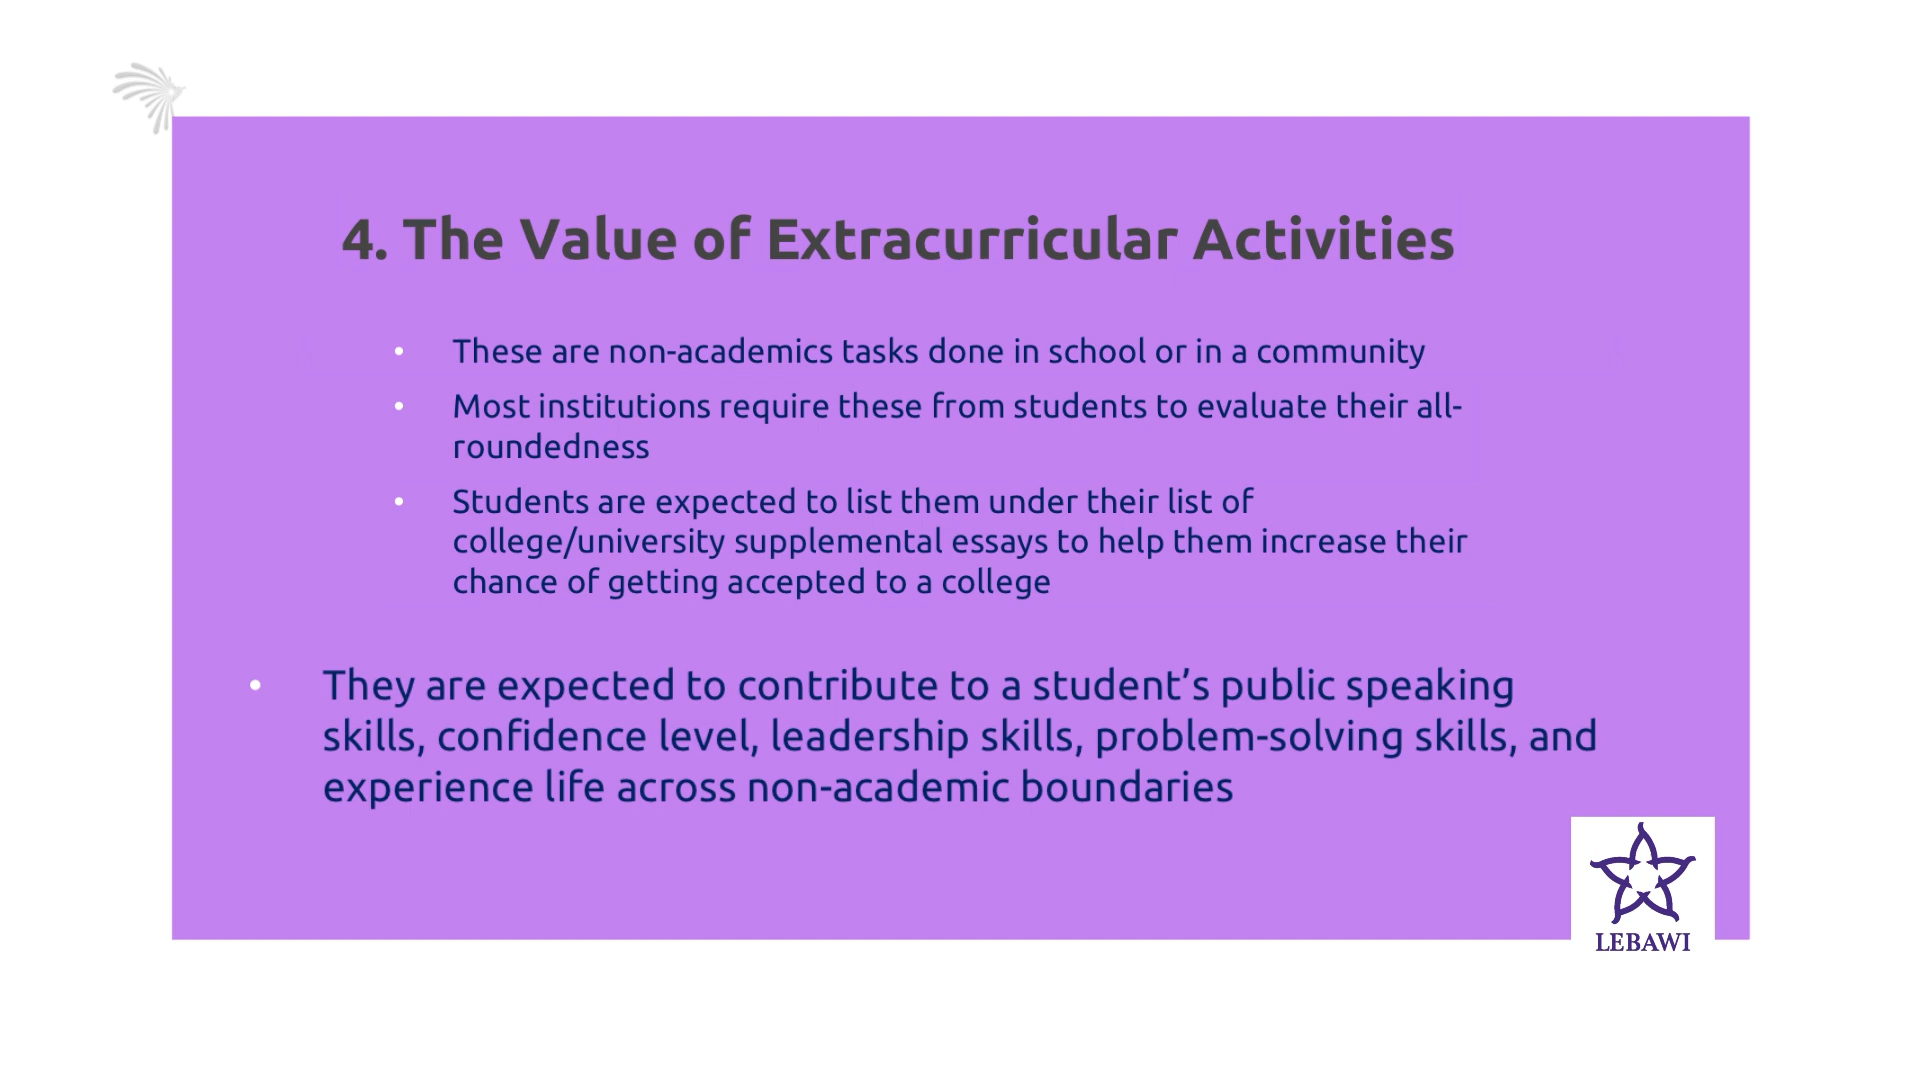 4. The Value of Extracurricular Activities
• These are non-academics tasks done in school or in a community
• Most institutions require these from students to evaluate their all-
roundedness
• Students are expected to list them under their list of
college/university supplemental essays to help them increase their
chance of getting accepted to a college
• They are expected to contribute to a student’s public speaking
skills, confidence level, leadership skills, problem-solving skills, and
experience life across non-academic boundaries
LEBAWI